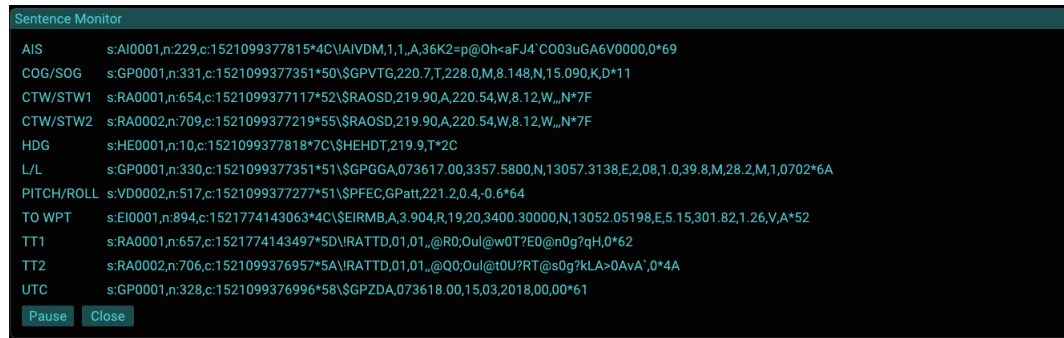 Sentence Monitor
AIS s:AI0001,n:229,c:1521099377815*4C\!AIVDM,1,1,,A,36K2=p@Oh<aFJ4`CO03uGA6V0000,0*69
COG/SOG s:GP0001,n:331,c:1521099377351*50\$GPVTG,220.7,T,228.0,M,8.148,N,15.090,K,D*11
CTW/STW1 s:RA0001,n:654,c:1521099377117*52\$RAOSD,219.90,A,220.54,W,8.12,W,,,N*7F
CTW/STW2 s:RA0002,n:709,c:1521099377219*55\$RAOSD,219.90,A,220.54,W,8.12,W,,,N*7F
HDG s:HE0001,n:10,c:1521099377818*7C\$HEHDT,219.9,T*2C
L/L s:GP0001,n:330,c:1521099377351*51\$GPGGA,073617.00,3357.5800,N,13057.3138,E,2,08,1.0,39.8,M,28.2,M,1,0702*6A
PITCH/ROLL s:VD0002,n:517,c:1521099377277*51\$PFEC,GPatt,221.2,0.4,-0.6*64
TO WPT s:EI0001,n:894,c:1521774143063*4C\$EIRMB,A,3.904,R,19,20,3400.30000,N,13052.05198,E,5.15,301.82,1.26,V,A*52
TT1 s:RA0001,n:657,c:1521774143497*5D\!RATTD,01,01,,@R0;Oul@w0T?E0@n0g?qH,0*62
TT2 s:RA0002,n:706,c:1521099376957*5A\!RATTD,01,01,,@Q0;Oul@t0U?RT@s0g?kLA>0AvA`,0*4A
UTC s:GP0001,n:328,c:1521099376996*58\$GPZDA,073618.00,15,03,2018,00,00*61
Pause Close